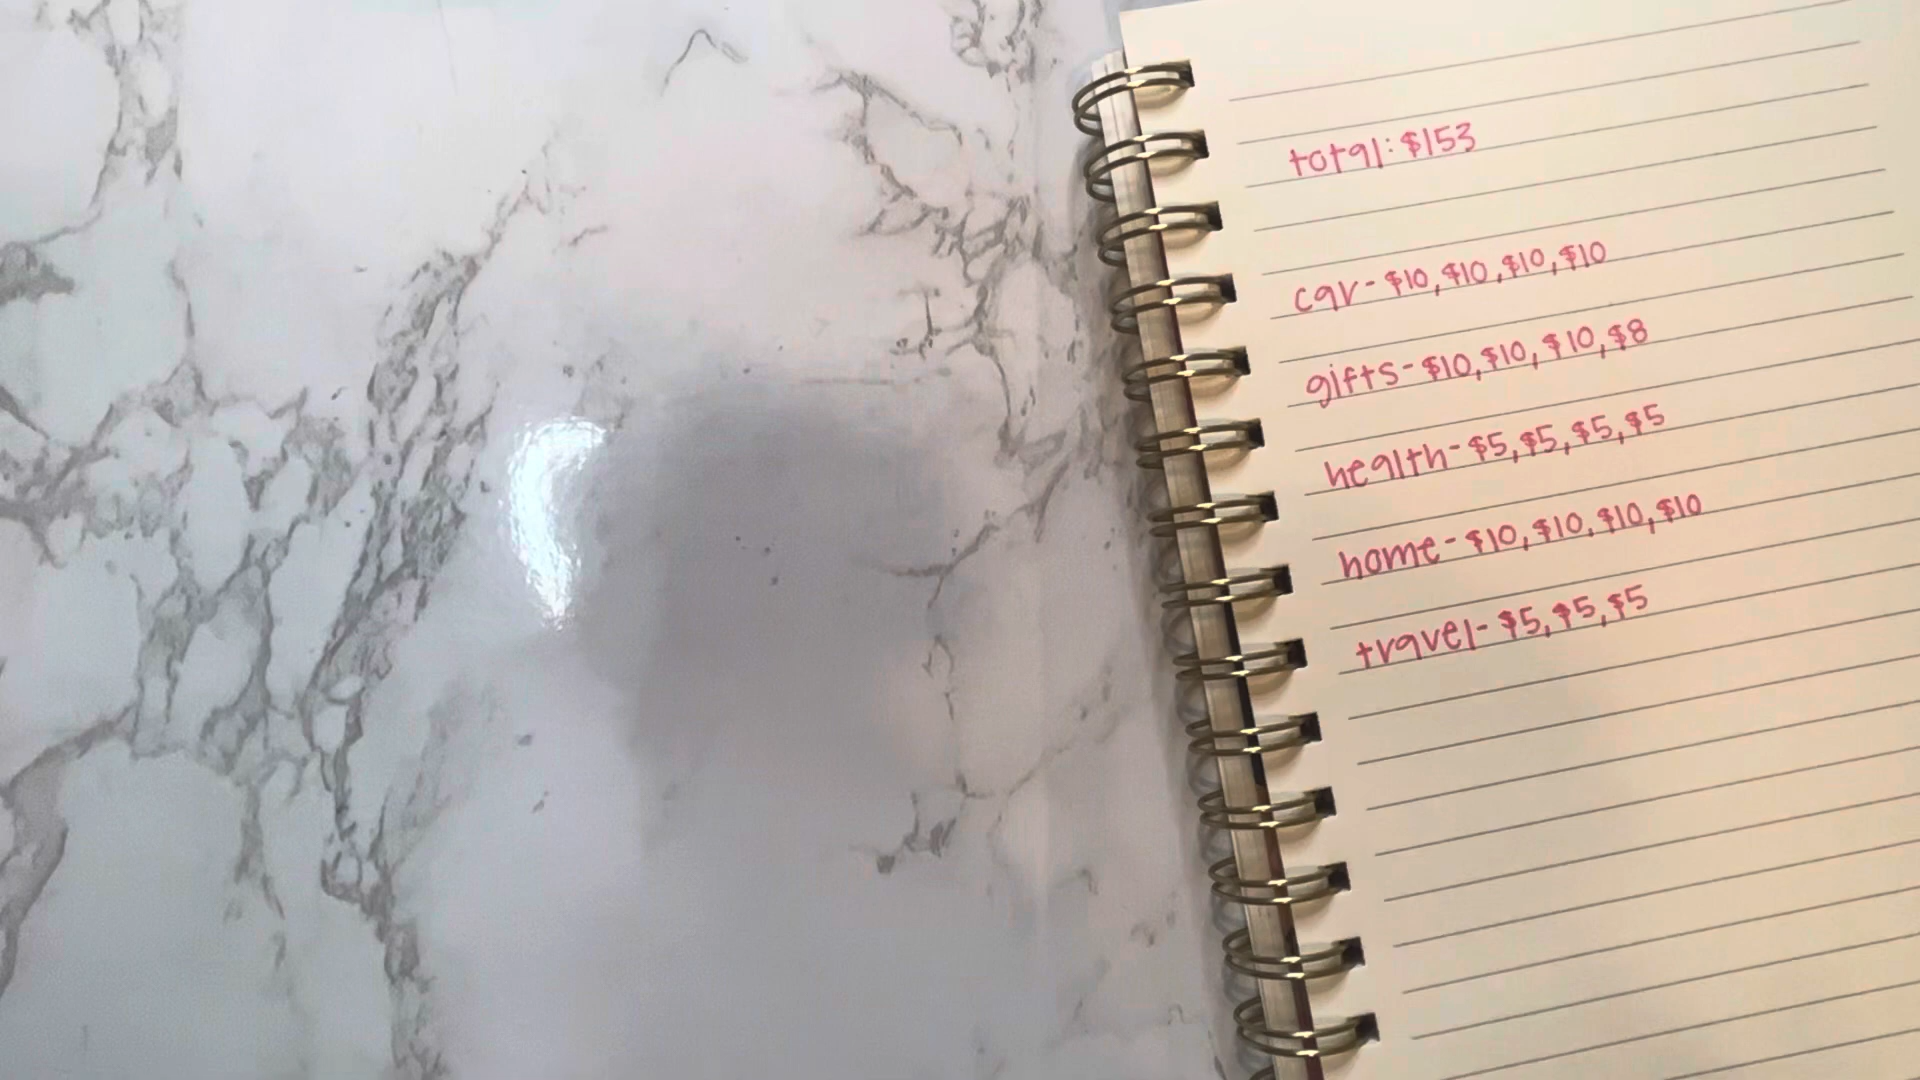 total: $153
car- $10, $10, $10, $10
gifts- $10, $10, $10, $8
health- $5, $5, $5, $5
home- $10, $10, $10, $10
travel- $5, $5, $5